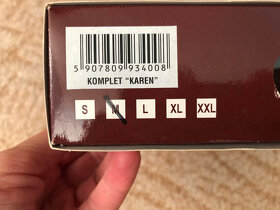 5 907809 934008
KOMPLET "KAREN"
S M L XL XXL